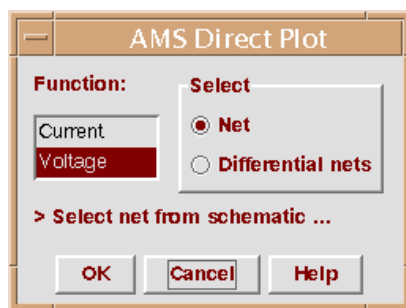 AMS Direct Plot
Function:
Current
Voltage
Select
Net
Differential nets
> Select net from schematic ...
OK Cancel Help